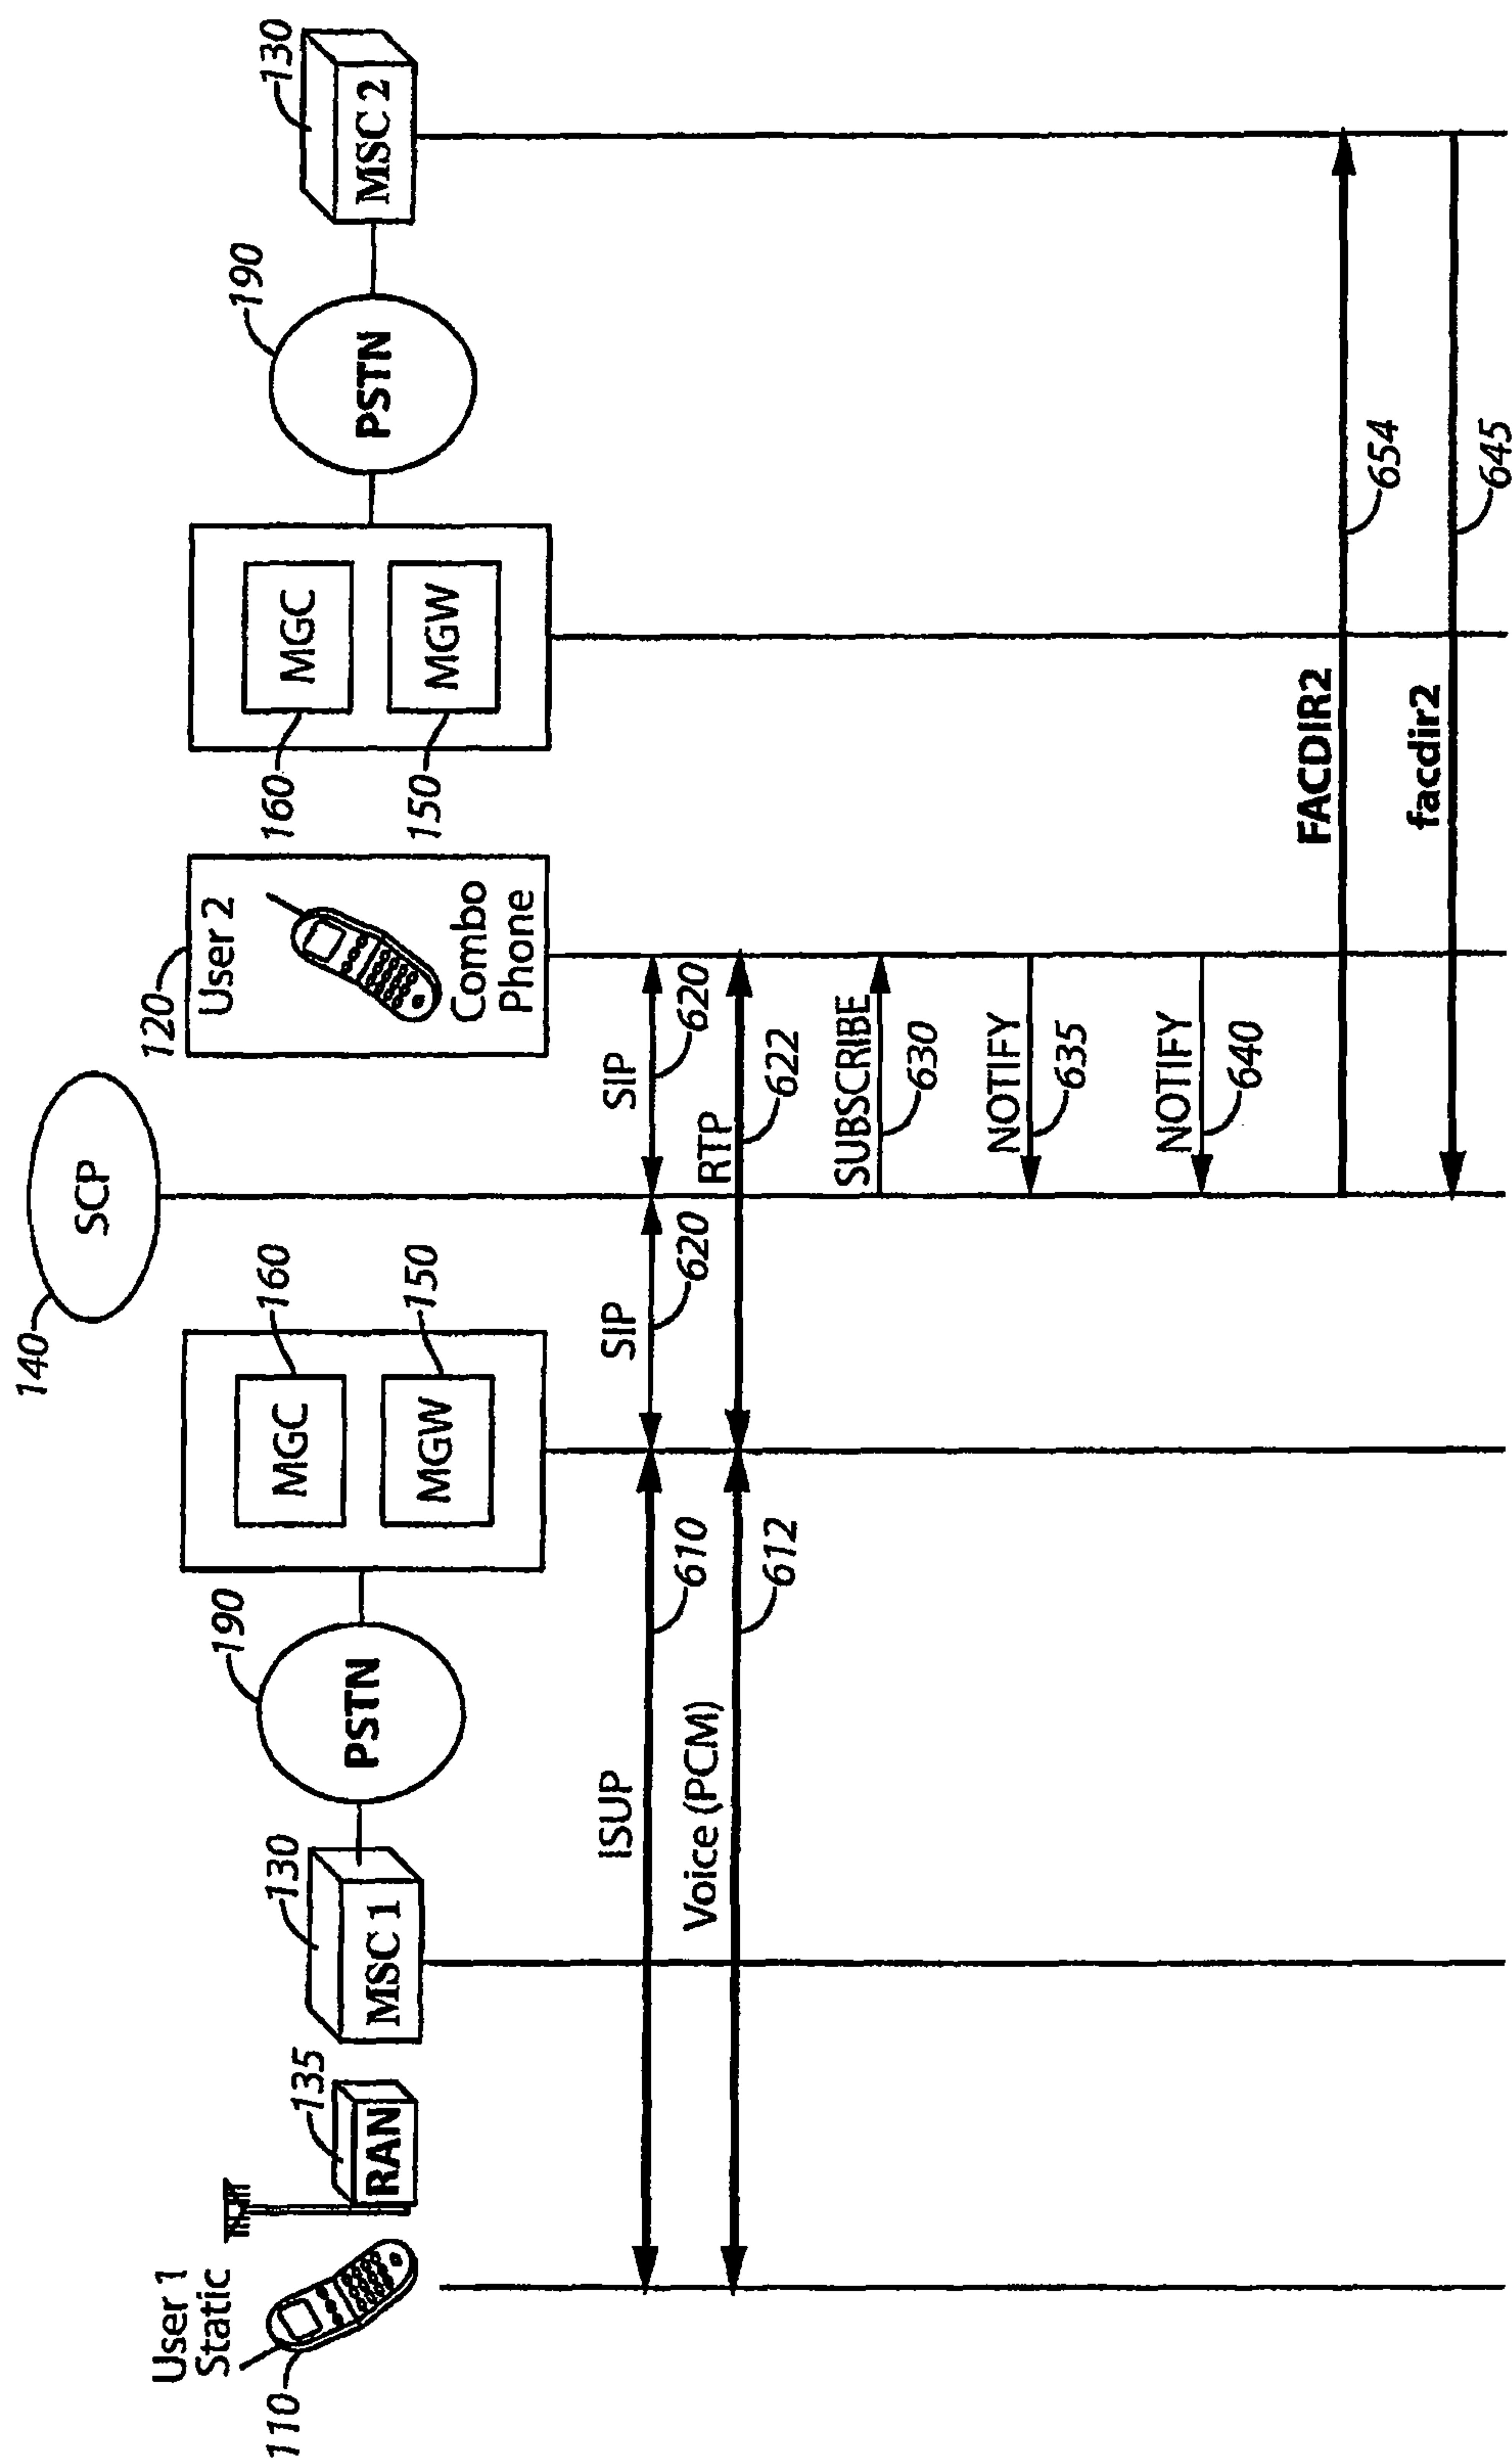 User 1
Static
110
135
RAN
130
MSC 1
190
PSTN
160
MGC
150
MGW
140
SCP
120
User 2
Combo
Phone
160
MGC
150
MGW
190
PSTN
130
MSC 2
ISUP
610
SIP
620
SIP
620
Voice (PCM)
612
RTP
622
SUBSCRIBE
630
NOTIFY
635
NOTIFY
640
FACDIR2
654
facdir2
645